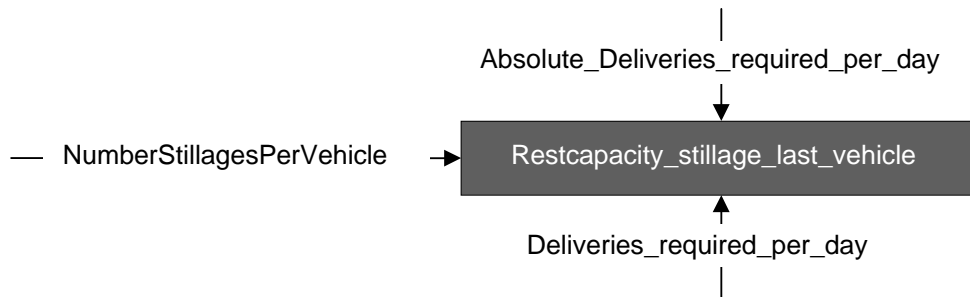 Absolute_Deliveries_required_per_day
NumberStillagesPerVehicle
Restcapacity_stillage_last_vehicle
Deliveries_required_per_day